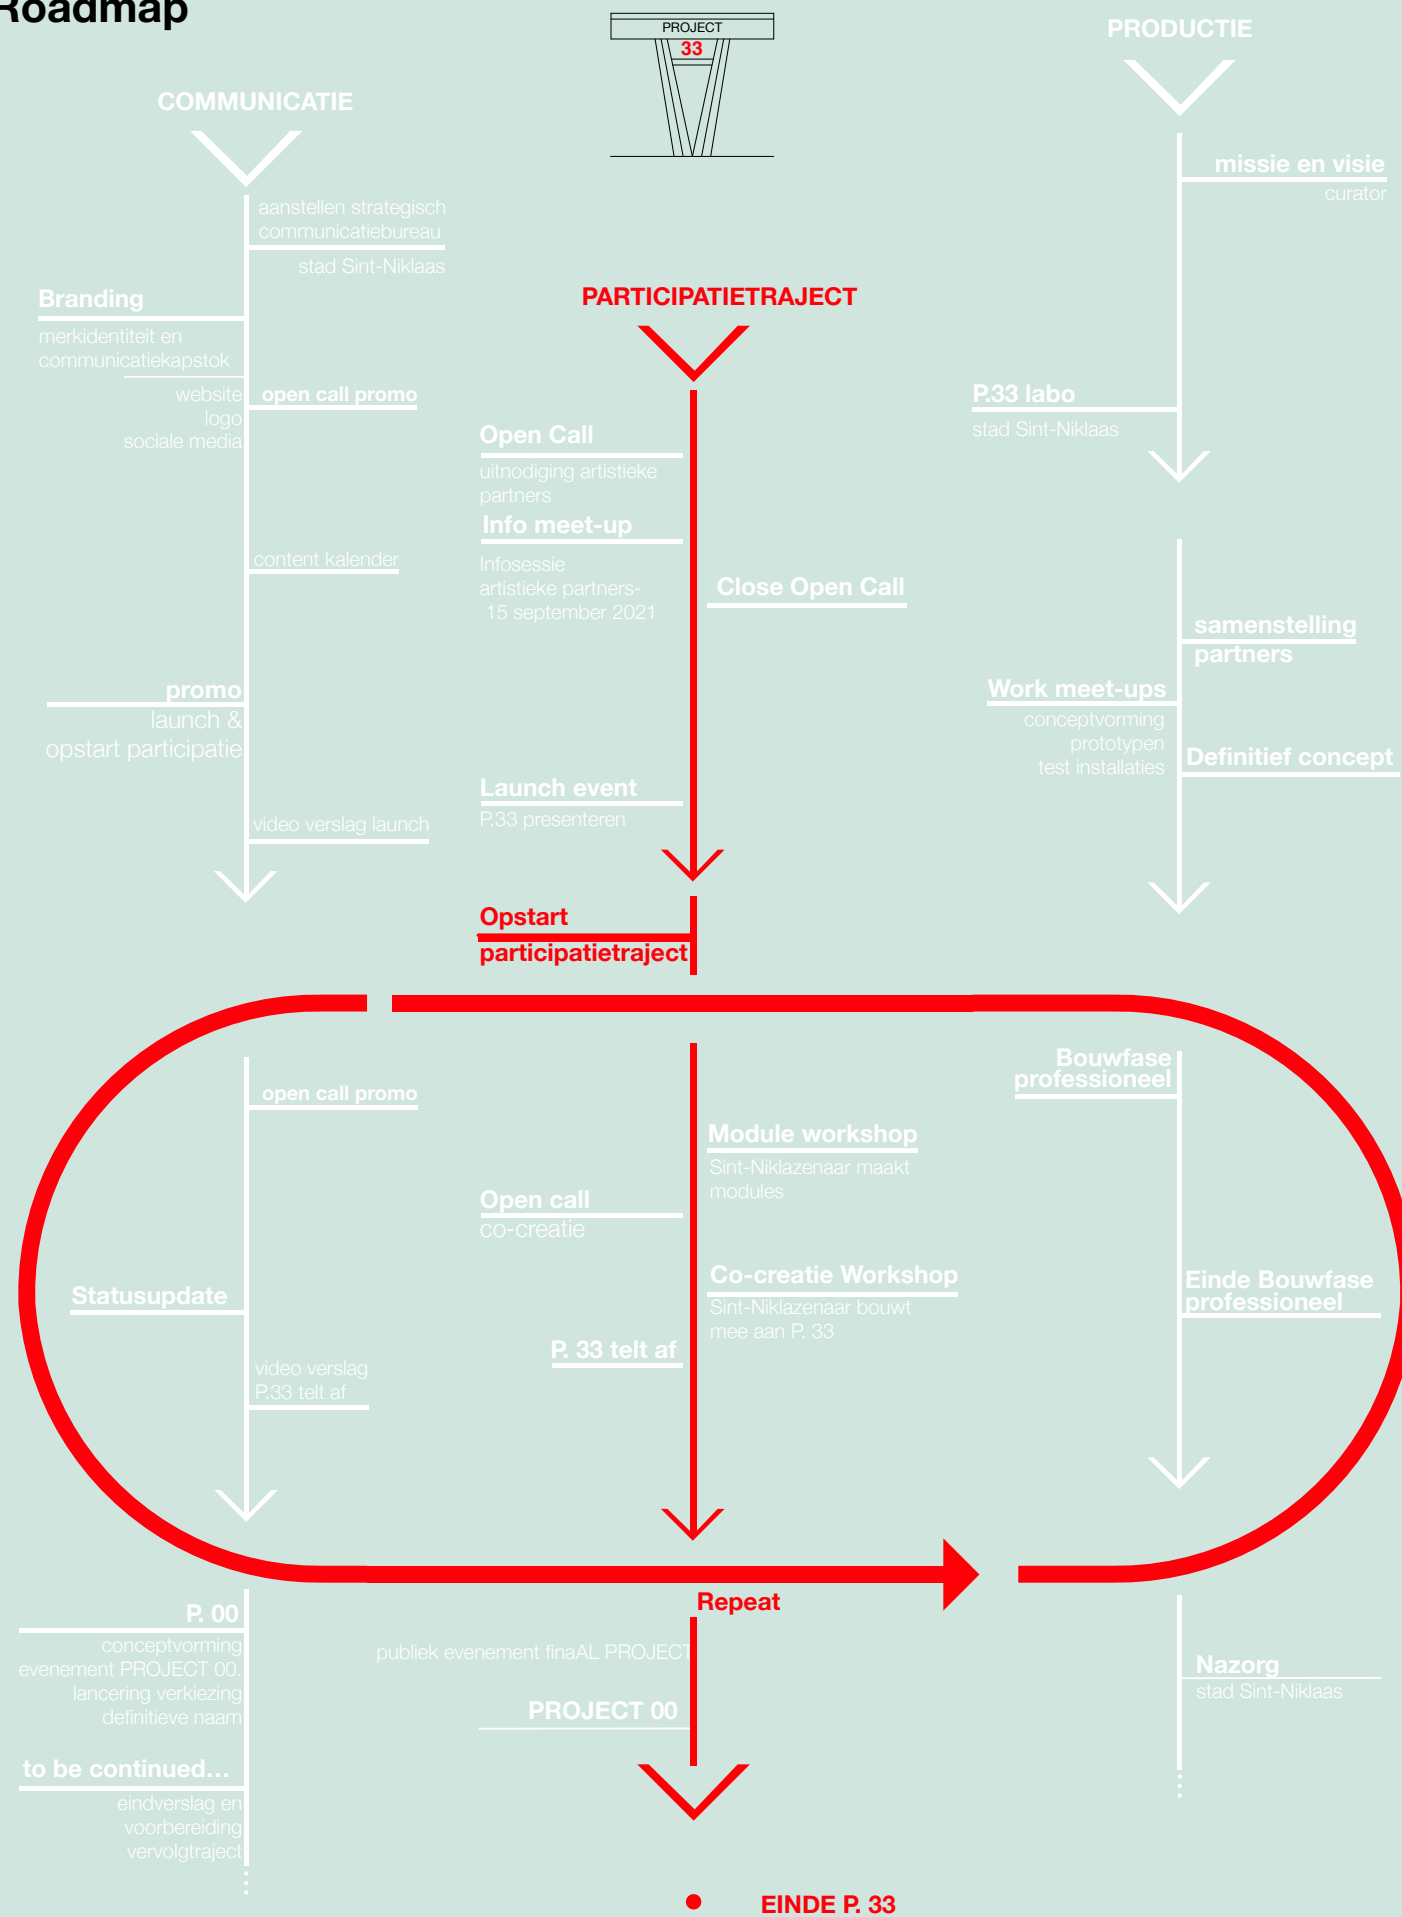 Roadmap
PROJECT
33
COMMUNICATIE
aanstellen strategisch
communicatiebureau
stad Sint-Niklaas
Branding
merkidentiteit en
communicatiekapstok
website
logo
sociale media
open call promo
content kalender
promo
launch &
opstart participatie
video verslag launch
PARTICIPATIETRAJECT
Open Call
uitnodiging artistieke
partners
Info meet-up
Infosessie
artistieke partners-
15 september 2021
Close Open Call
Launch event
P.33 presenteren
PRODUCTIE
missie en visie
curator
P.33 labo
stad Sint-Niklaas
samenstelling
partners
Work meet-ups
conceptvorming
prototypen
test installaties
Definitief concept
Opstart
participatietraject
open call promo
Statusupdate
video verslag
P.33 telt af
Module workshop
Sint-Niklazenaar maakt
modules
Open call
co-creatie
Co-creatie Workshop
Sint-Niklazenaar bouwt
mee aan P. 33
P. 33 telt af
Bouwfase
professioneel
Einde Bouwfase
professioneel
Repeat
P. 00
conceptvorming
evenement PROJECT 00.
lancering verkiezing
definitieve naam
to be continued...
eindverslag en
voorbereiding
vervolgtraject
publiek evenement finaAL PROJECT
PROJECT 00
Nazorg
stad Sint-Niklaas
EINDE P. 33